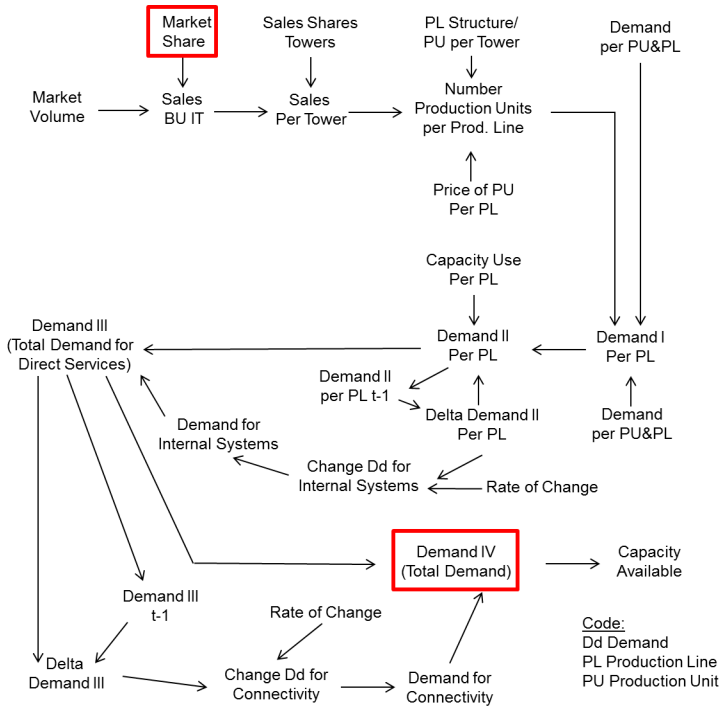 Market
Share
Sales Shares
Towers
PL Structure/
PU per Tower
Demand
per PU&PL
Market
Volume
Sales
BU IT
Sales
Per Tower
Number
Production Units
per Prod. Line
Price of PU
Per PL
Capacity Use
Per PL
Demand III
(Total Demand for
Direct Services)
Demand II
Per PL
Demand I
Per PL
Demand II
per PL t-1
Delta Demand II
Per PL
Demand
per PU&PL
Demand for
Internal Systems
Change Dd for
Internal Systems
Rate of Change
Demand IV
(Total Demand)
Capacity
Available
Demand III
t-1
Rate of Change
Delta
Demand III
Change Dd for
Connectivity
Demand for
Connectivity
Code:
Dd Demand
PL Production Line
PU Production Unit